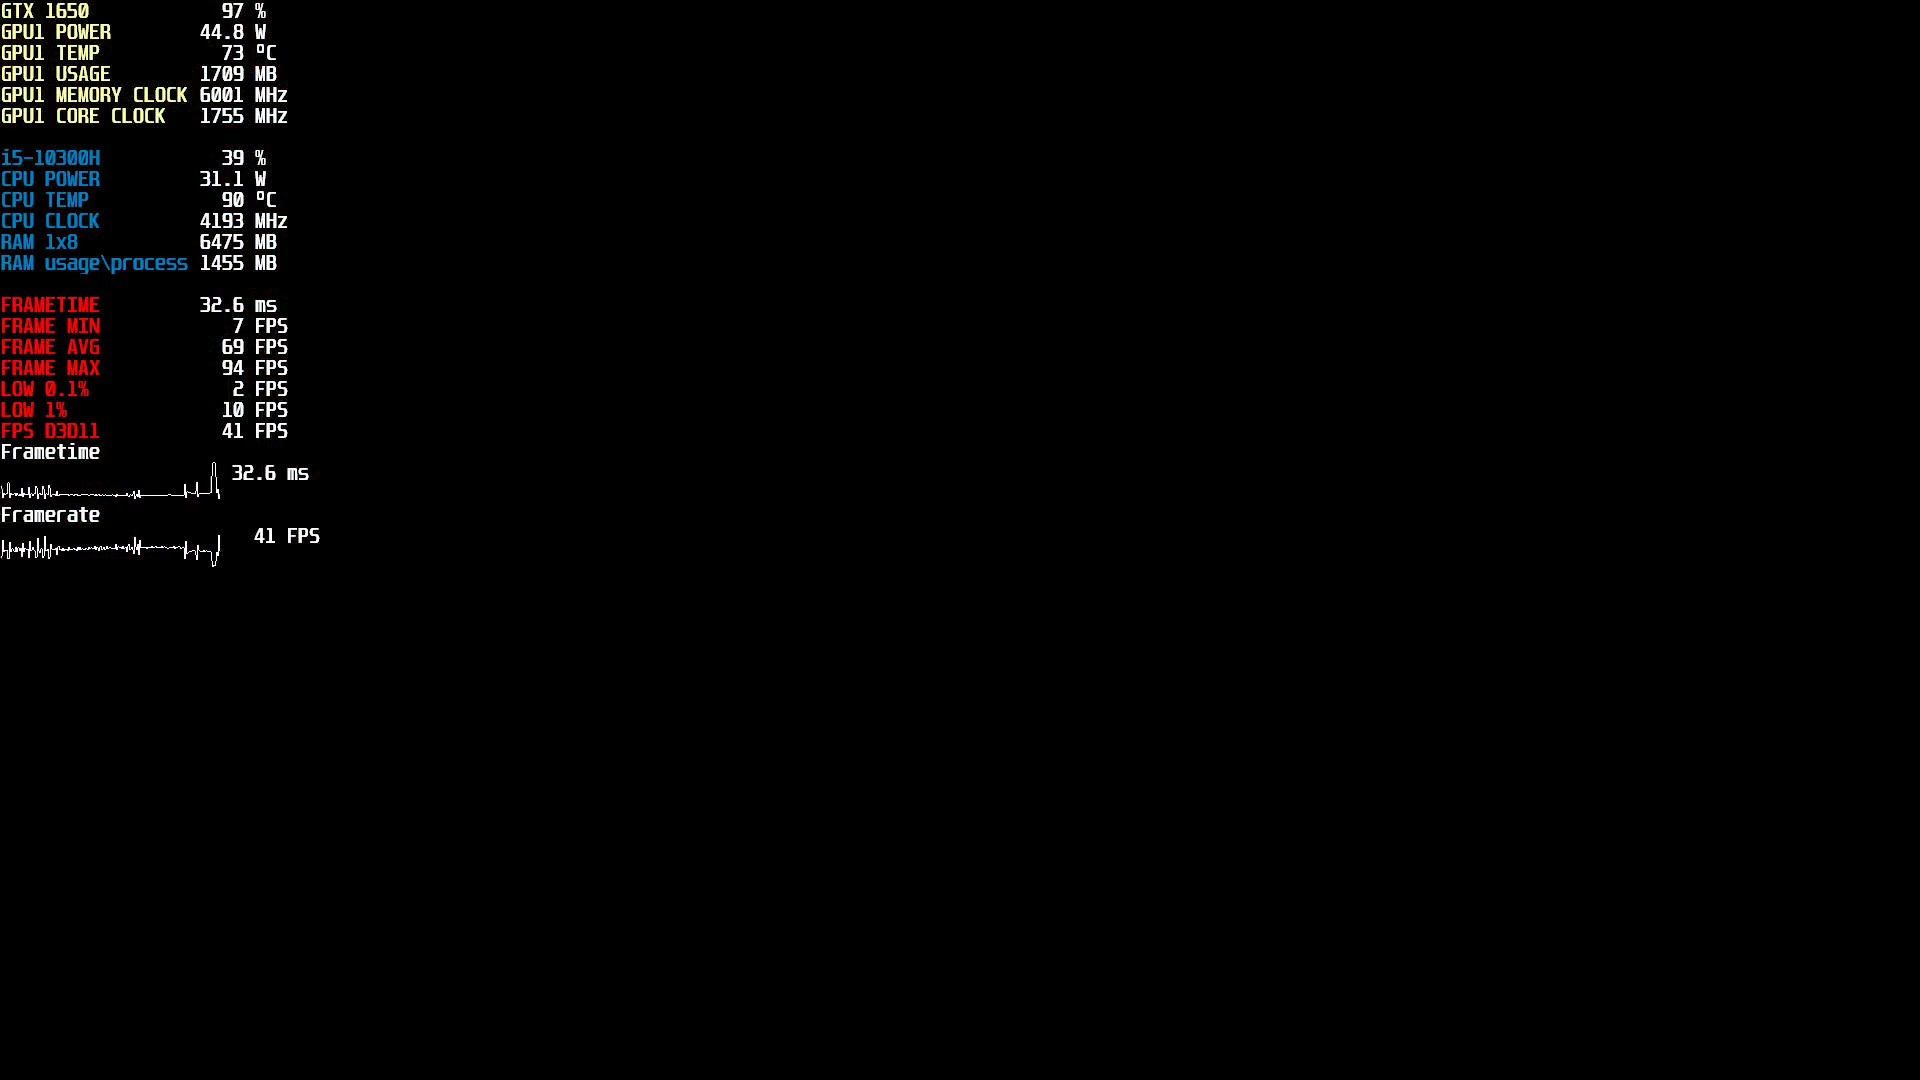 GTX 1650 97 %
GPU1 POWER 44.8 W
GPU1 TEMP 73 ºC
GPU1 USAGE 1709 MB
GPU1 MEMORY CLOCK 6001 MHz
GPU1 CORE CLOCK 1755 MHz
i5-10300H 39 %
CPU POWER 31.1 W
CPU TEMP 90 ºC
CPU CLOCK 4193 MHz
RAM 1x8 6475 MB
RAM usage\process 1455 MB
FRAMETIME 32.6 ms
FRAME MIN 7 FPS
FRAME AVG 69 FPS
FRAME MAX 94 FPS
LOW 0.1% 2 FPS
LOW 1% 10 FPS
FPS D3D11 41 FPS
Frametime
32.6 ms
Framerate
41 FPS